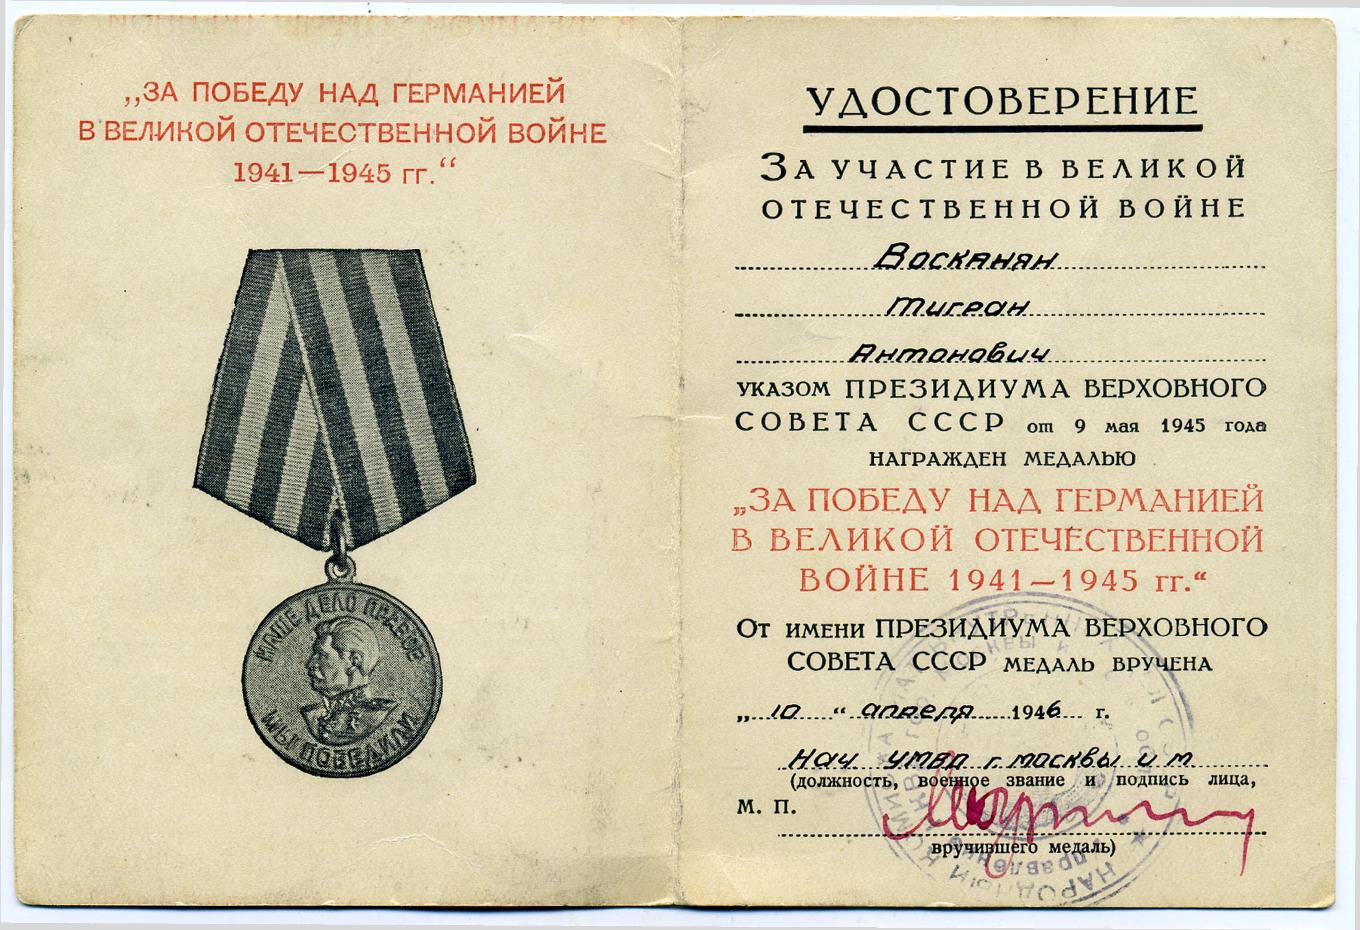 „ЗА ПОБЕДУ НАД ГЕРМАНИЕЙ
В ВЕЛИКОЙ ОТЕЧЕСТВЕННОЙ ВОЙНЕ
1941—1945 гг.“
НАШЕ ДЕЛО ПРАВОЕ
МЫ ПОБЕДИЛИ
УДОСТОВЕРЕНИЕ
ЗА УЧАСТИЕ В ВЕЛИКОЙ
ОТЕЧЕСТВЕННОЙ ВОЙНЕ
Восканян
Тигран
Антонович
УКАЗОМ ПРЕЗИДИУМА ВЕРХОВНОГО
СОВЕТА СССР от 9 мая 1945 года
НАГРАЖДЕН МЕДАЛЬЮ
„ЗА ПОБЕДУ НАД ГЕРМАНИЕЙ
В ВЕЛИКОЙ ОТЕЧЕСТВЕННОЙ
ВОЙНЕ 1941—1945 гг.“
ОТ ИМЕНИ ПРЕЗИДИУМА ВЕРХОВНОГО
СОВЕТА СССР МЕДАЛЬ ВРУЧЕНА
„10“ апреля 1946 г.
Нач УМВД г. Москвы и М.
(должность, военное звание и подпись лица,
М. П.
вручившего медаль)
НАРОДНЫЙ
Управление